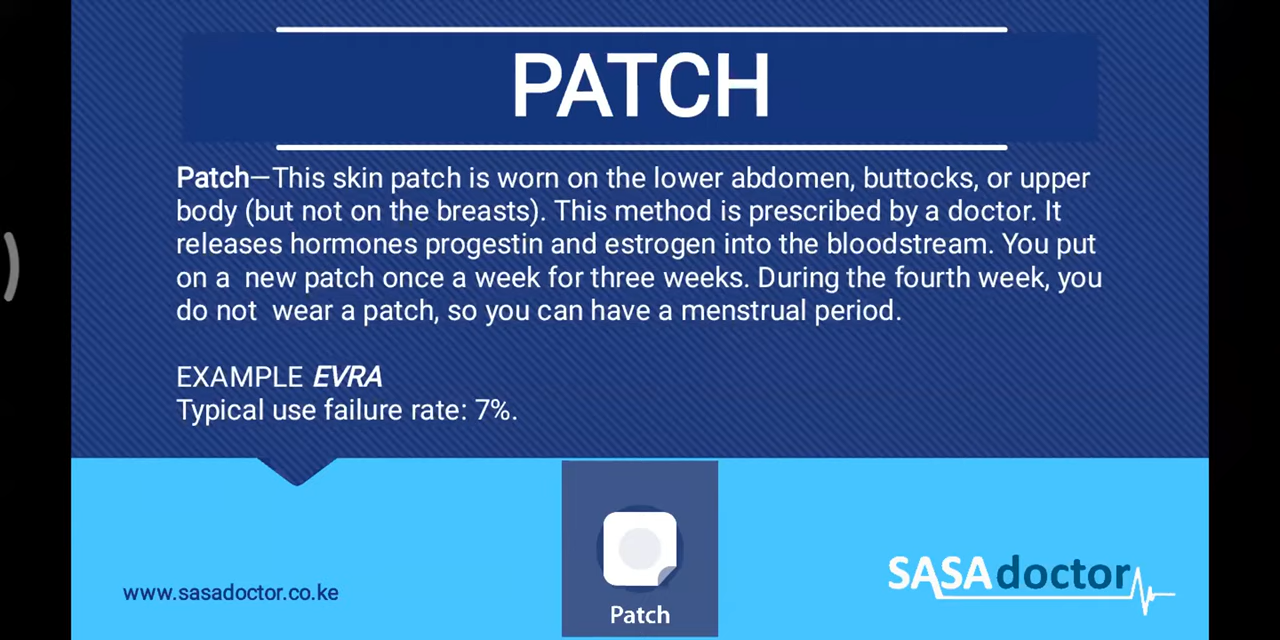 PATCH
Patch—This skin patch is worn on the lower abdomen, buttocks, or upper
body (but not on the breasts). This method is prescribed by a doctor. It
releases hormones progestin and estrogen into the bloodstream. You put
on a  new patch once a week for three weeks. During the fourth week, you
do not  wear a patch, so you can have a menstrual period.
EXAMPLE EVRA
Typical use failure rate: 7%.
www.sasadoctor.co.ke
Patch
SASAdoctor